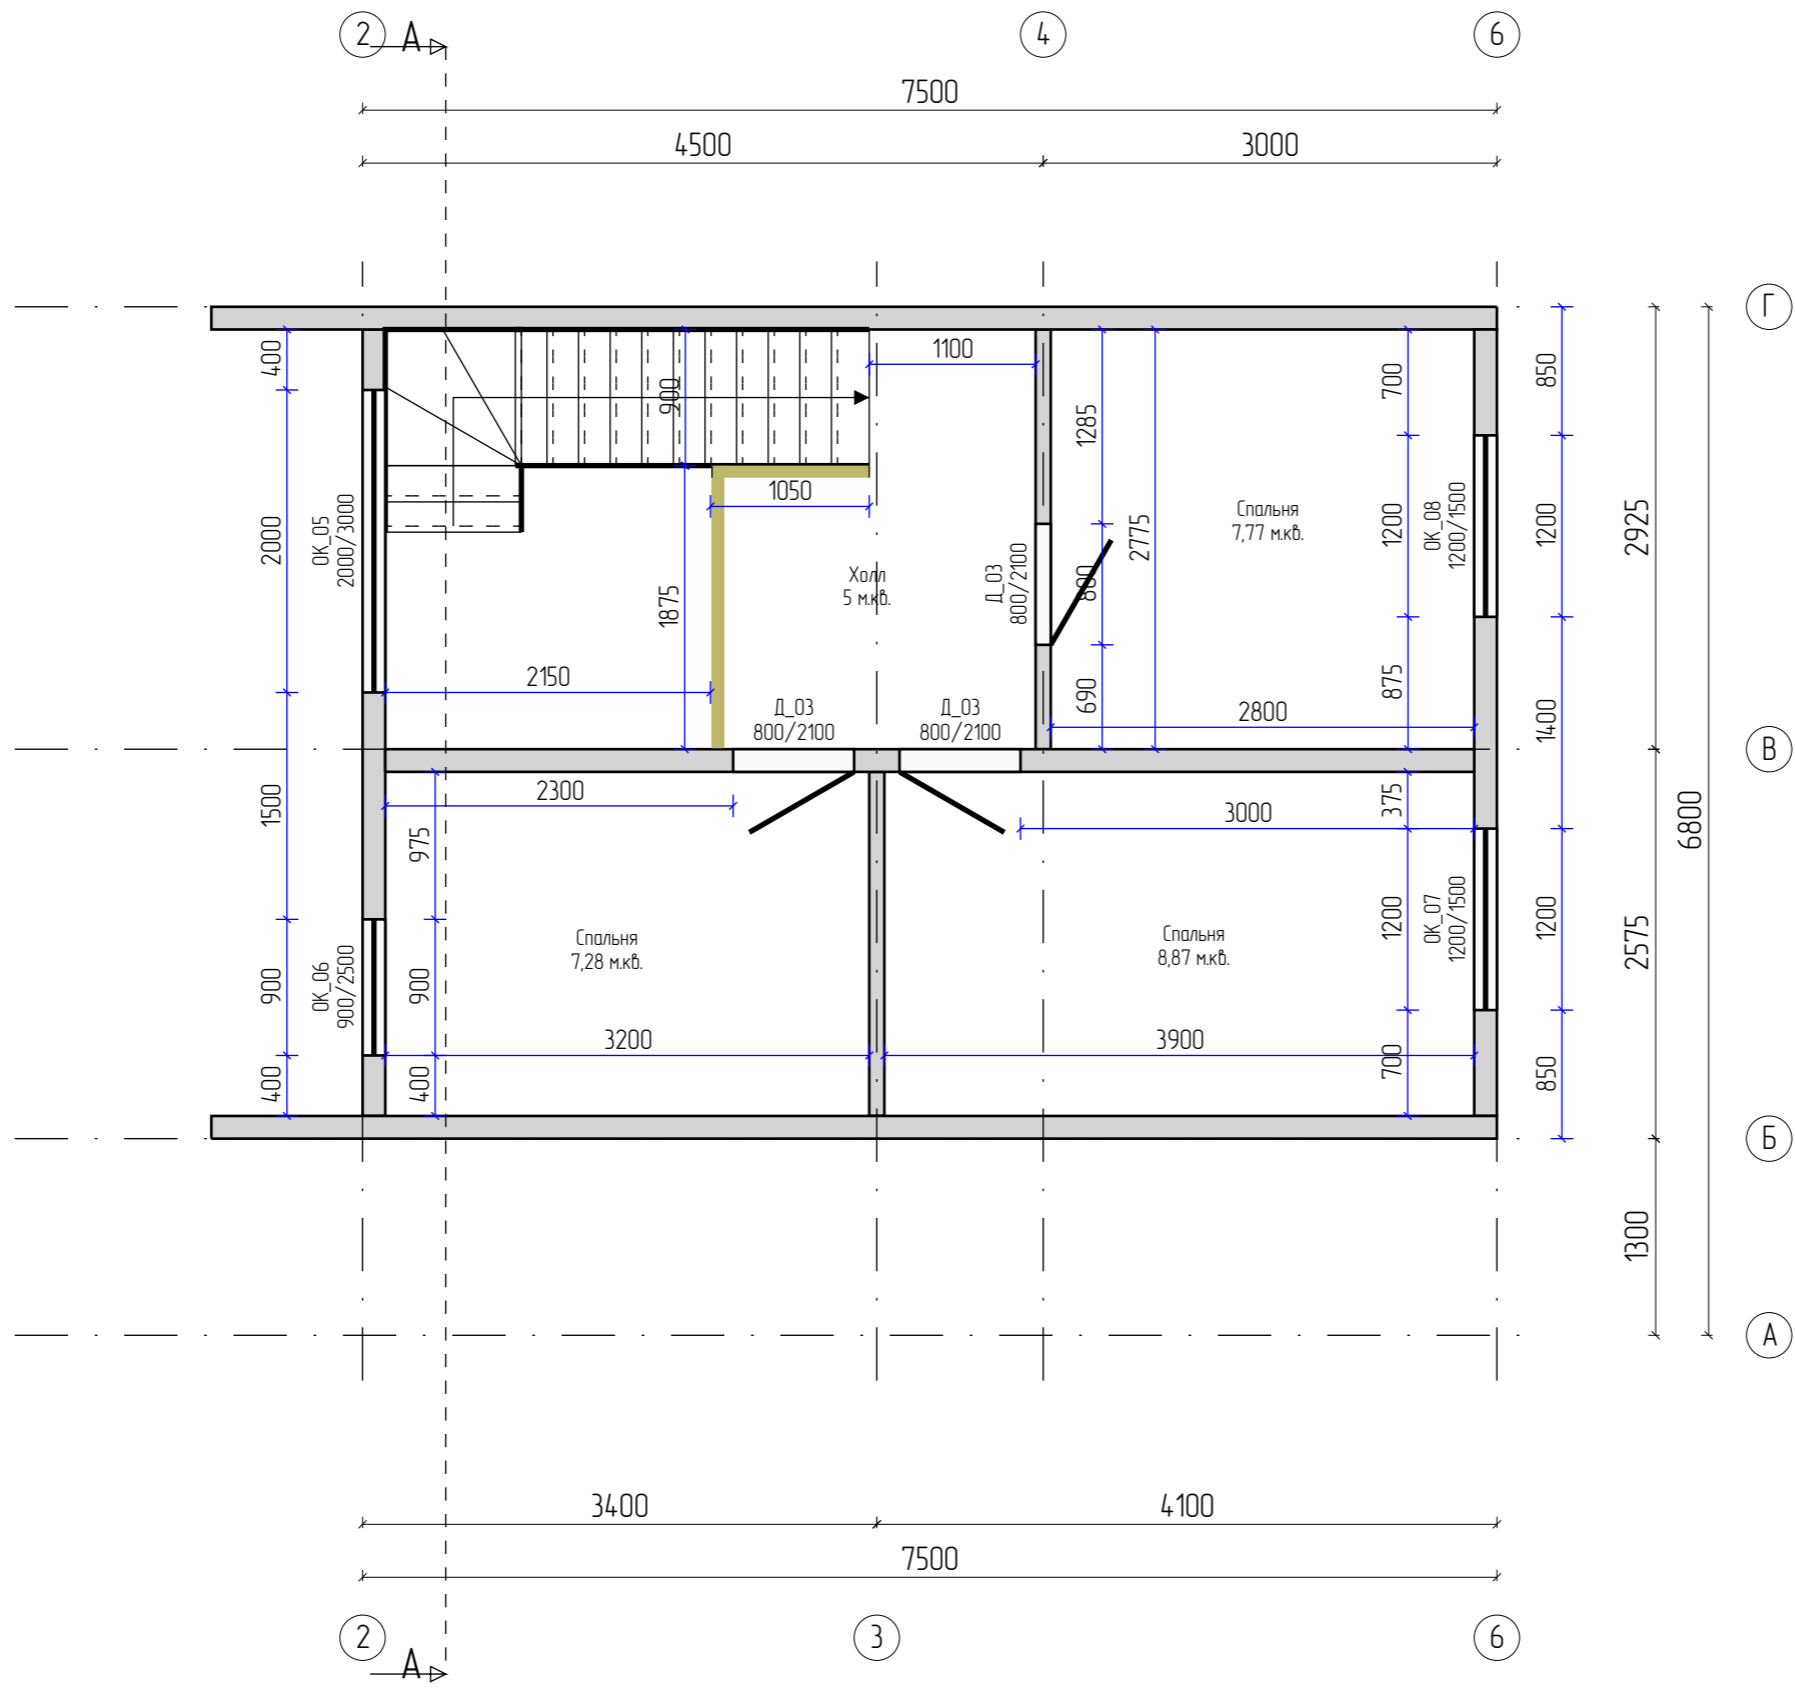 2
А
4
6
7500
4500
3000
Г
400
900
1100
700
850
1285
2000
ОК_05
2000/3000
1050
Спальня
7,77 м.кв.
2775
1200
ОК_08
1200/1500
1200
2925
Холл
5 м.кв.
Д_03
800/2100
800
1875
2150
690
875
2800
1400
Д_03
800/2100
Д_03
800/2100
В
1500
2300
975
3000
375
6800
Спальня
7,28 м.кв.
Спальня
8,87 м.кв.
1200
ОК_07
1200/1500
1200
2575
900
ОК_06
900/2500
900
3200
3900
400
400
700
850
Б
1300
А
3400
4100
7500
2
3
6
А